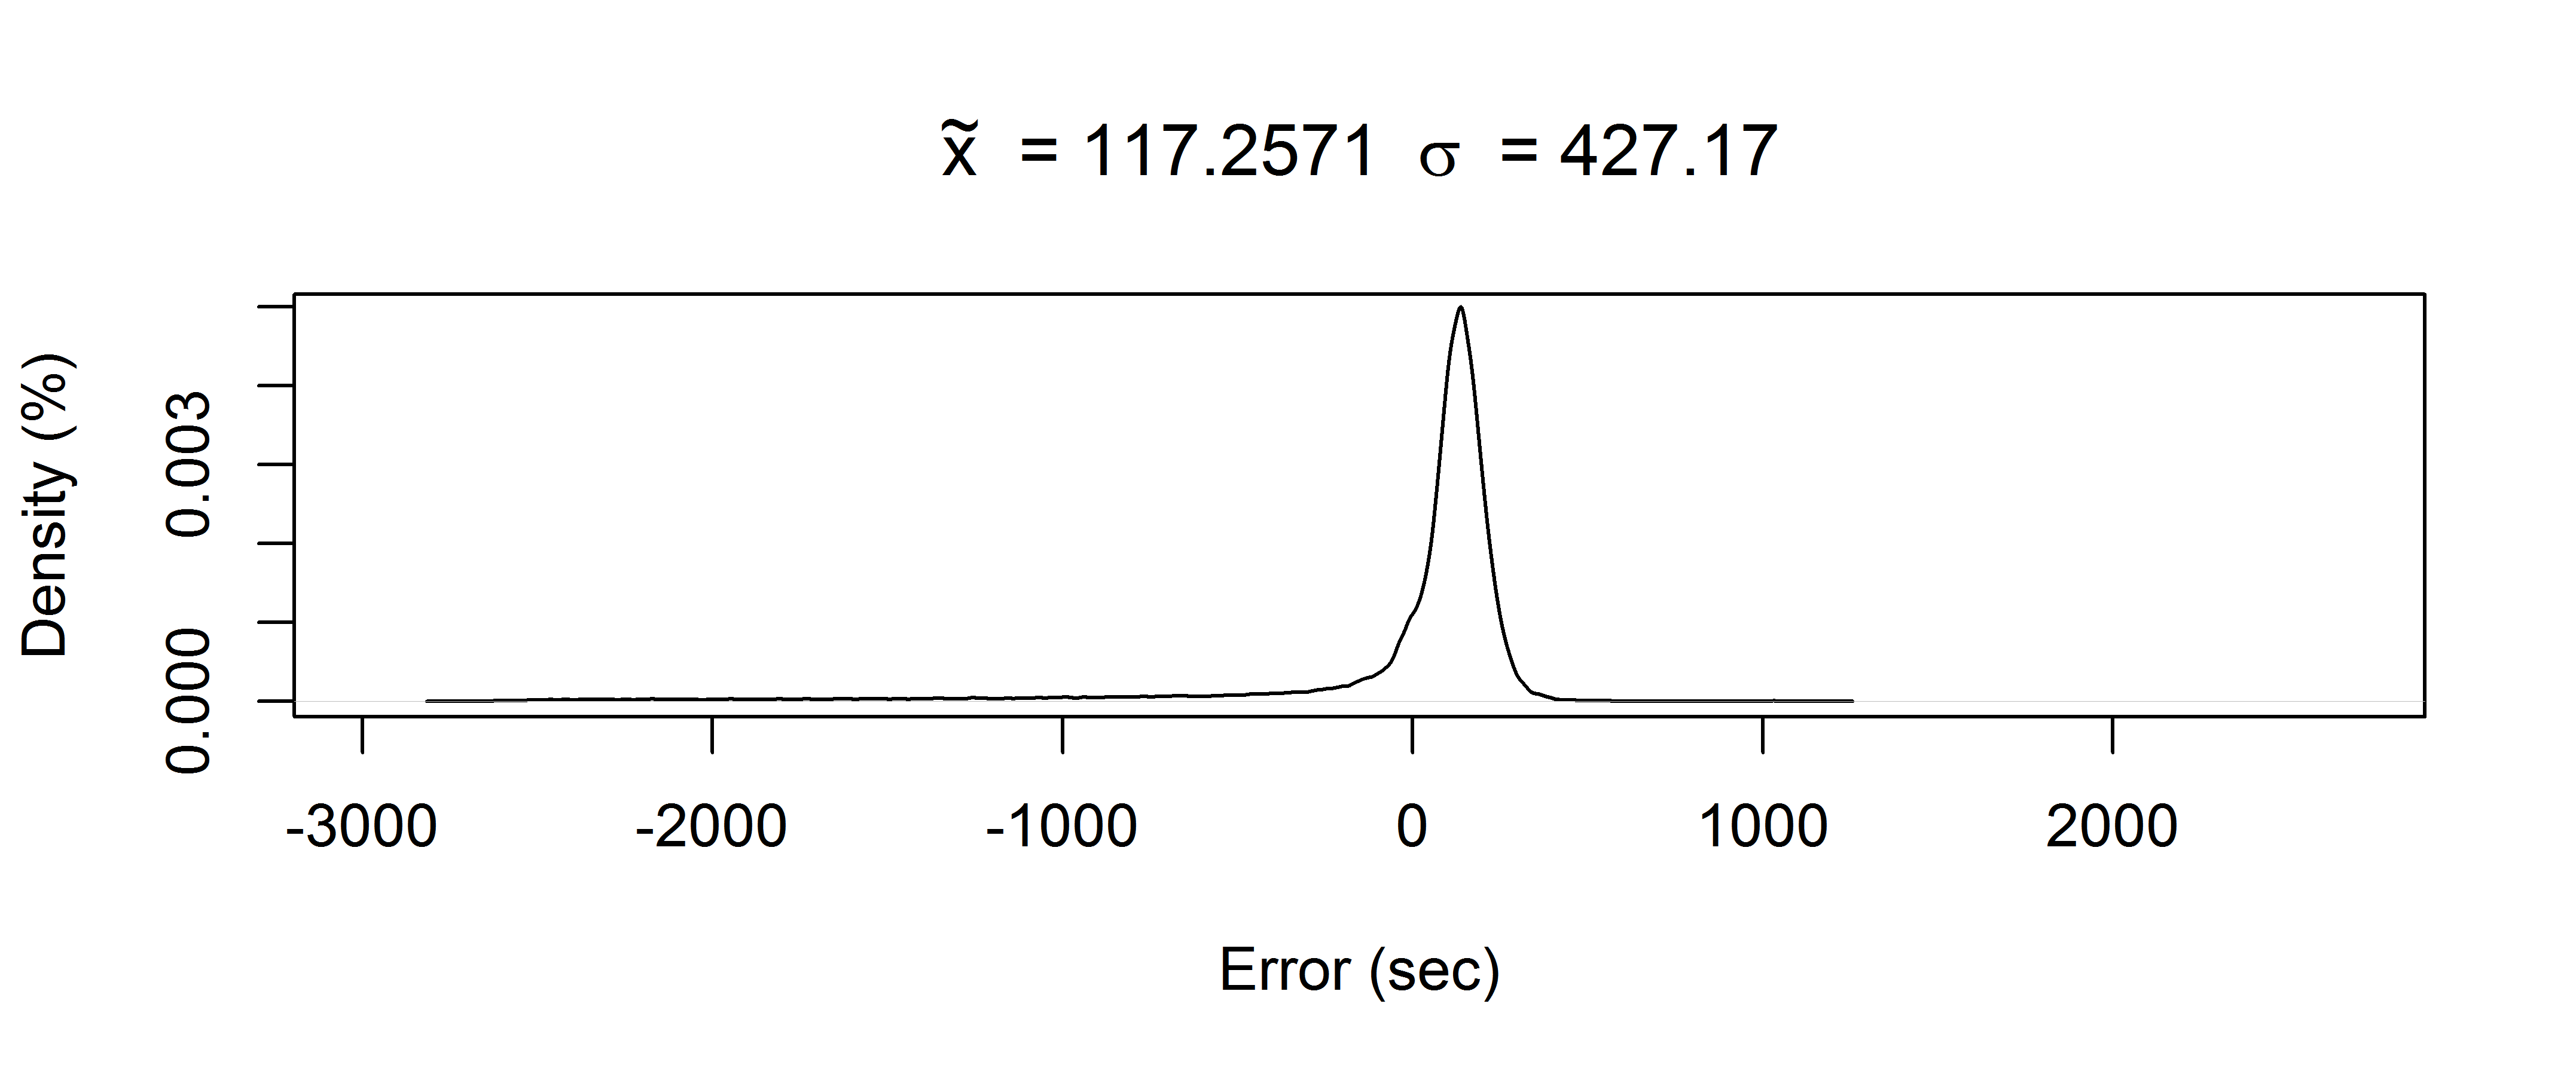 x̃ = 117.2571 σ = 427.17
Density (%)
0.003
0.000
-3000 -2000 -1000 0 1000 2000
Error (sec)